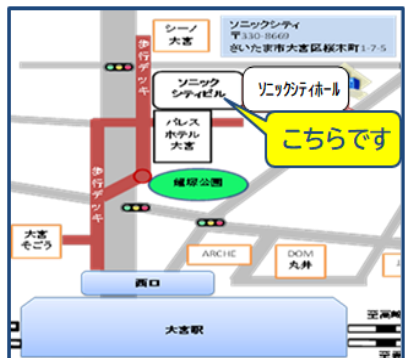 シーノ
大宮
ソニックシティ
〒330-8669
さいたま市大宮区桜木町1-7-5
歩行デッキ
ソニック
シティビル
ソニックシティホール
パレス
ホテル
大宮
こちらです
歩行デッキ
鐘塚公園
大宮
そごう
ARCHE
DOM
丸井
西口
大宮駅
至高崎
至